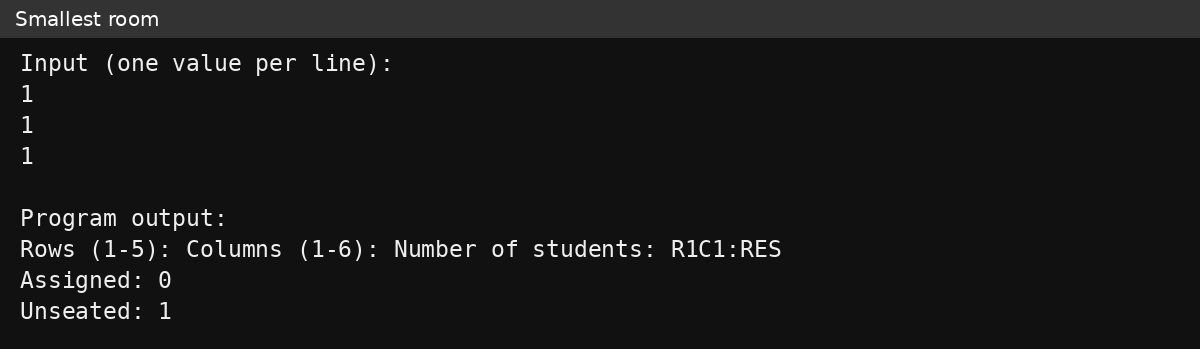 Smallest room
Input (one value per line):
1
1
1
Program output:
Rows (1-5): Columns (1-6): Number of students: R1C1:RES
Assigned: 0
Unseated: 1